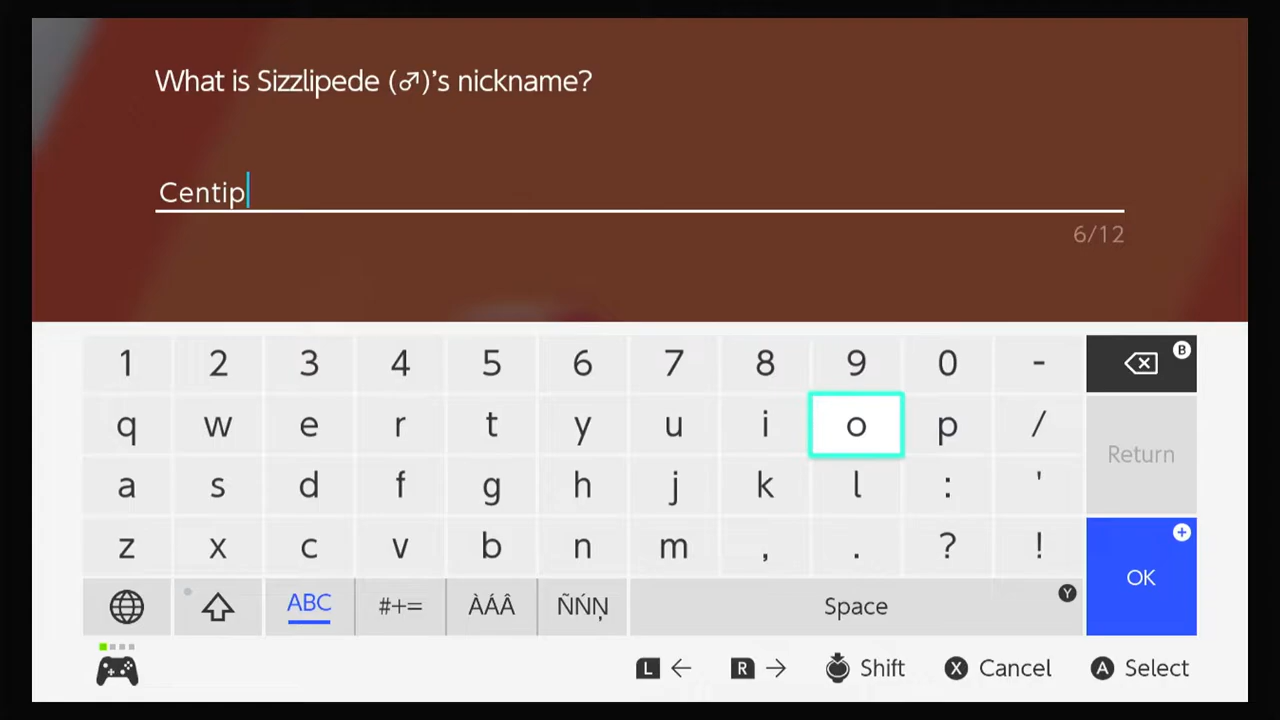 What is Sizzlipede (♂)'s nickname?
Centip
6/12
1 2 3 4 5 6 7 8 9 0 -
B
q w e r t y u i o p /
Return
a s d f g h j k l : '
z x c v b n m , . ? !
+
OK
ABC #+= ÀÁÂ ÑŃŅ Space Y
L ← R → Shift X Cancel A Select